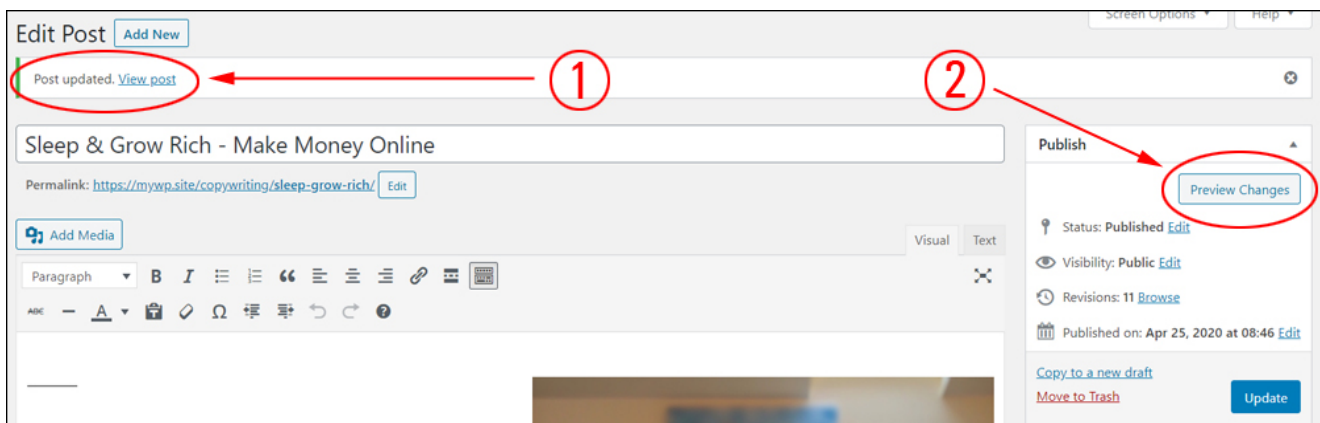 Edit Post Add New
Screen Options Help
Post updated. View post
1
2
Sleep & Grow Rich - Make Money Online
Permalink: https://mywp.site/copywriting/sleep-grow-rich/ Edit
Add Media
Visual Text
Paragraph B I
ABC A Ω
Publish
Preview Changes
Status: Published Edit
Visibility: Public Edit
Revisions: 11 Browse
Published on: Apr 25, 2020 at 08:46 Edit
Copy to a new draft
Move to Trash Update